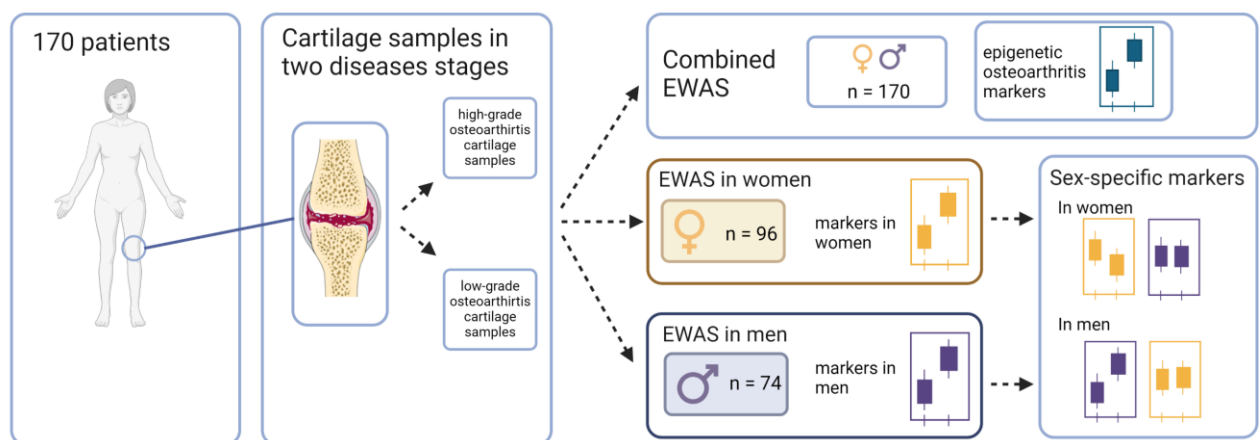 170 patients
Cartilage samples in
two diseases stages
high-grade
osteoarthirtis
cartilage
samples
low-grade
osteoarthirtis
cartilage
samples
Combined
EWAS
n = 170
epigenetic
osteoarthritis
markers
EWAS in women
n = 96
markers in
women
EWAS in men
n = 74
markers in
men
Sex-specific markers
In women
In men